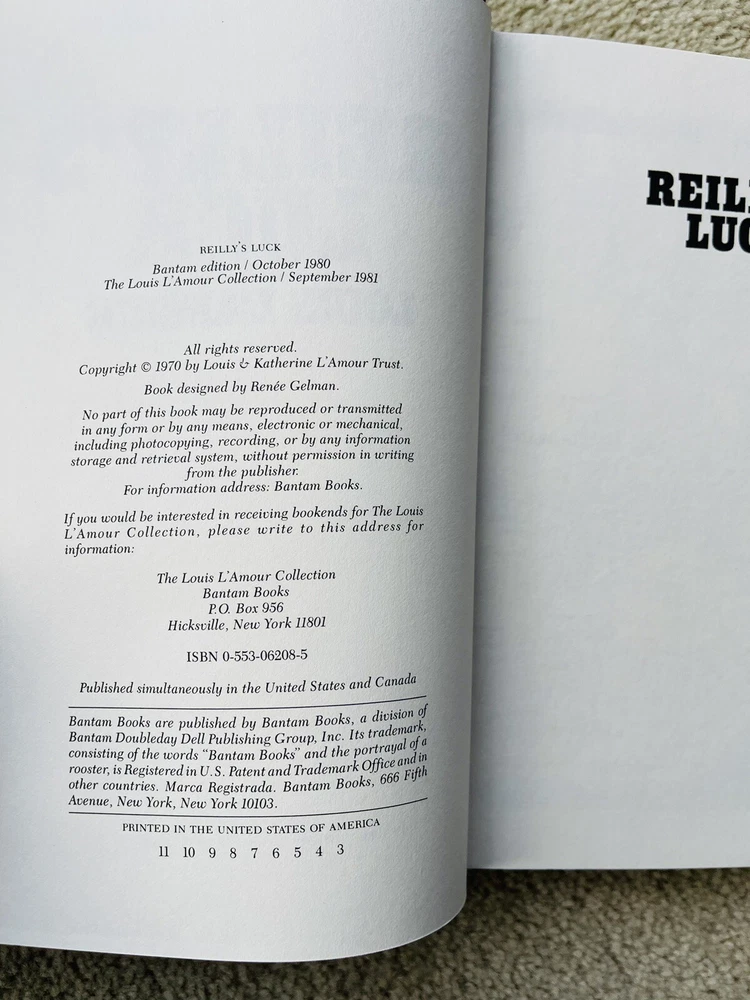 REILLY'S LUCK
Bantam edition / October 1980
The Louis L'Amour Collection / September 1981
All rights reserved.
Copyright © 1970 by Louis & Katherine L'Amour Trust.
Book designed by Renée Gelman.
No part of this book may be reproduced or transmitted
in any form or by any means, electronic or mechanical,
including photocopying, recording, or by any information
storage and retrieval system, without permission in writing
from the publisher.
For information address: Bantam Books.
If you would be interested in receiving bookends for The Louis
L'Amour Collection, please write to this address for
information:
The Louis L'Amour Collection
Bantam Books
P.O. Box 956
Hicksville, New York 11801
ISBN 0-553-06208-5
Published simultaneously in the United States and Canada
Bantam Books are published by Bantam Books, a division of
Bantam Doubleday Dell Publishing Group, Inc. Its trademark,
consisting of the words "Bantam Books" and the portrayal of a
rooster, is Registered in U.S. Patent and Trademark Office and in
other countries. Marca Registrada. Bantam Books, 666 Fifth
Avenue, New York, New York 10103.
PRINTED IN THE UNITED STATES OF AMERICA
11 10 9 8 7 6 5 4 3
REIL
LUC